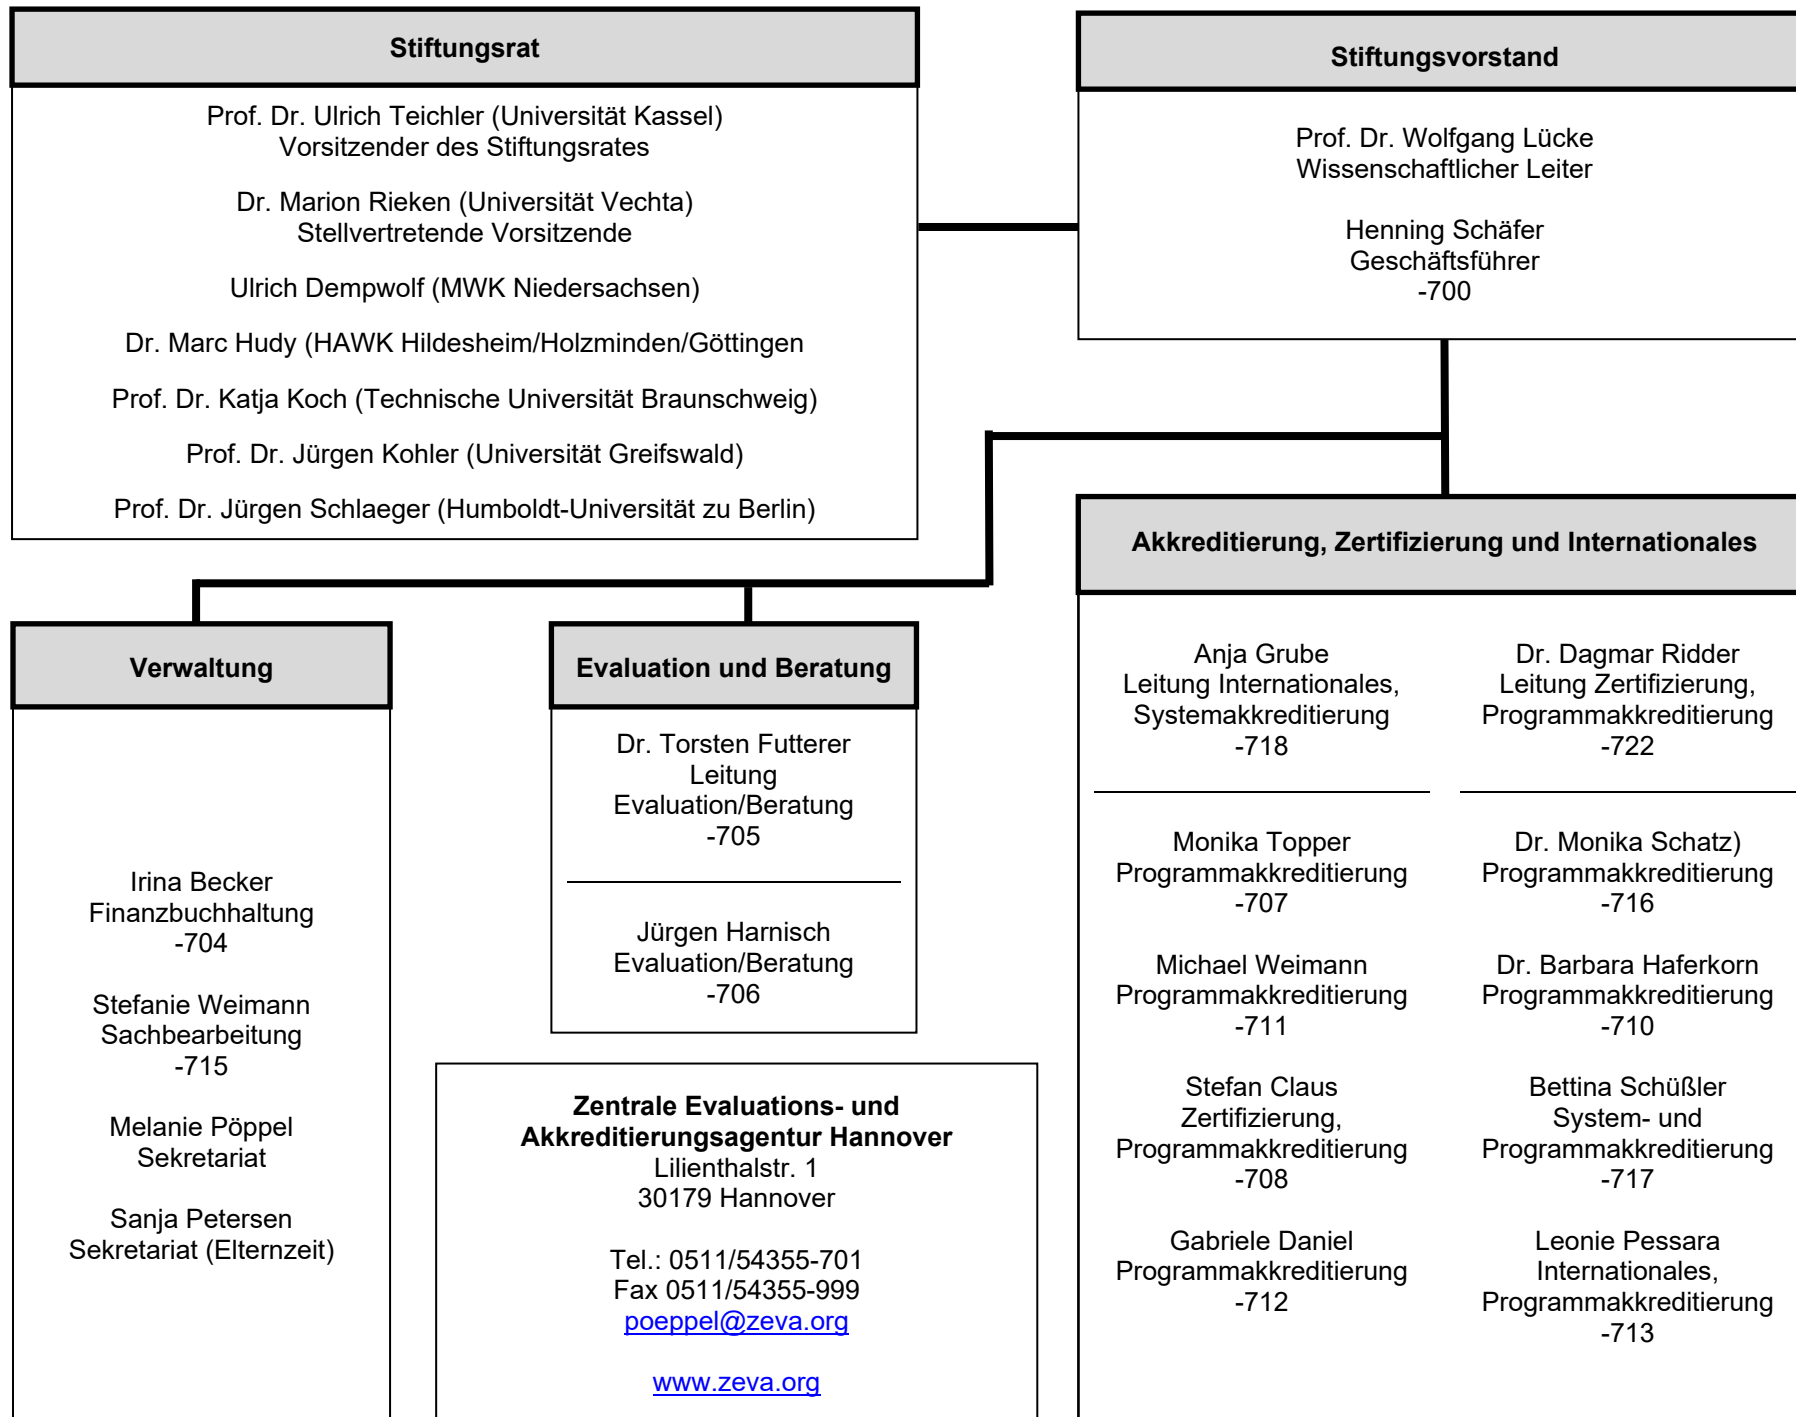 Stiftungsrat
Prof. Dr. Ulrich Teichler (Universität Kassel)
Vorsitzender des Stiftungsrates
Dr. Marion Rieken (Universität Vechta)
Stellvertretende Vorsitzende
Ulrich Dempwolf (MWK Niedersachsen)
Dr. Marc Hudy (HAWK Hildesheim/Holzminden/Göttingen
Prof. Dr. Katja Koch (Technische Universität Braunschweig)
Prof. Dr. Jürgen Kohler (Universität Greifswald)
Prof. Dr. Jürgen Schlaeger (Humboldt-Universität zu Berlin)
Stiftungsvorstand
Prof. Dr. Wolfgang Lücke
Wissenschaftlicher Leiter
Henning Schäfer
Geschäftsführer
-700
Verwaltung
Irina Becker
Finanzbuchhaltung
-704
Stefanie Weimann
Sachbearbeitung
-715
Melanie Pöppel
Sekretariat
Sanja Petersen
Sekretariat (Elternzeit)
Evaluation und Beratung
Dr. Torsten Futterer
Leitung
Evaluation/Beratung
-705
Jürgen Harnisch
Evaluation/Beratung
-706
Zentrale Evaluations- und
Akkreditierungsagentur Hannover
Lilienthalstr. 1
30179 Hannover
Tel.: 0511/54355-701
Fax 0511/54355-999
poeppel@zeva.org
www.zeva.org
Akkreditierung, Zertifizierung und Internationales
Anja Grube
Leitung Internationales,
Systemakkreditierung
-718
Monika Topper
Programmakkreditierung
-707
Michael Weimann
Programmakkreditierung
-711
Stefan Claus
Zertifizierung,
Programmakkreditierung
-708
Gabriele Daniel
Programmakkreditierung
-712
Dr. Dagmar Ridder
Leitung Zertifizierung,
Programmakkreditierung
-722
Dr. Monika Schatz)
Programmakkreditierung
-716
Dr. Barbara Haferkorn
Programmakkreditierung
-710
Bettina Schüßler
System- und
Programmakkreditierung
-717
Leonie Pessara
Internationales,
Programmakkreditierung
-713